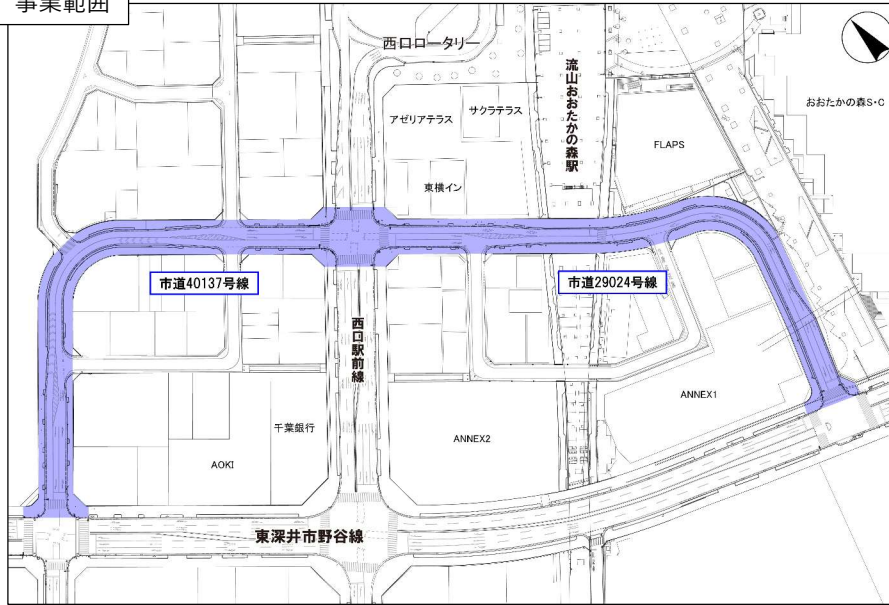 事業範囲
西口ロータリー
流山おおたかの森駅
おおたかの森S・C
アゼリアテラス
サクラテラス
FLAPS
東横イン
市道40137号線
市道29024号線
西口駅前線
ANNEX1
千葉銀行
ANNEX2
AOKI
東深井市野谷線